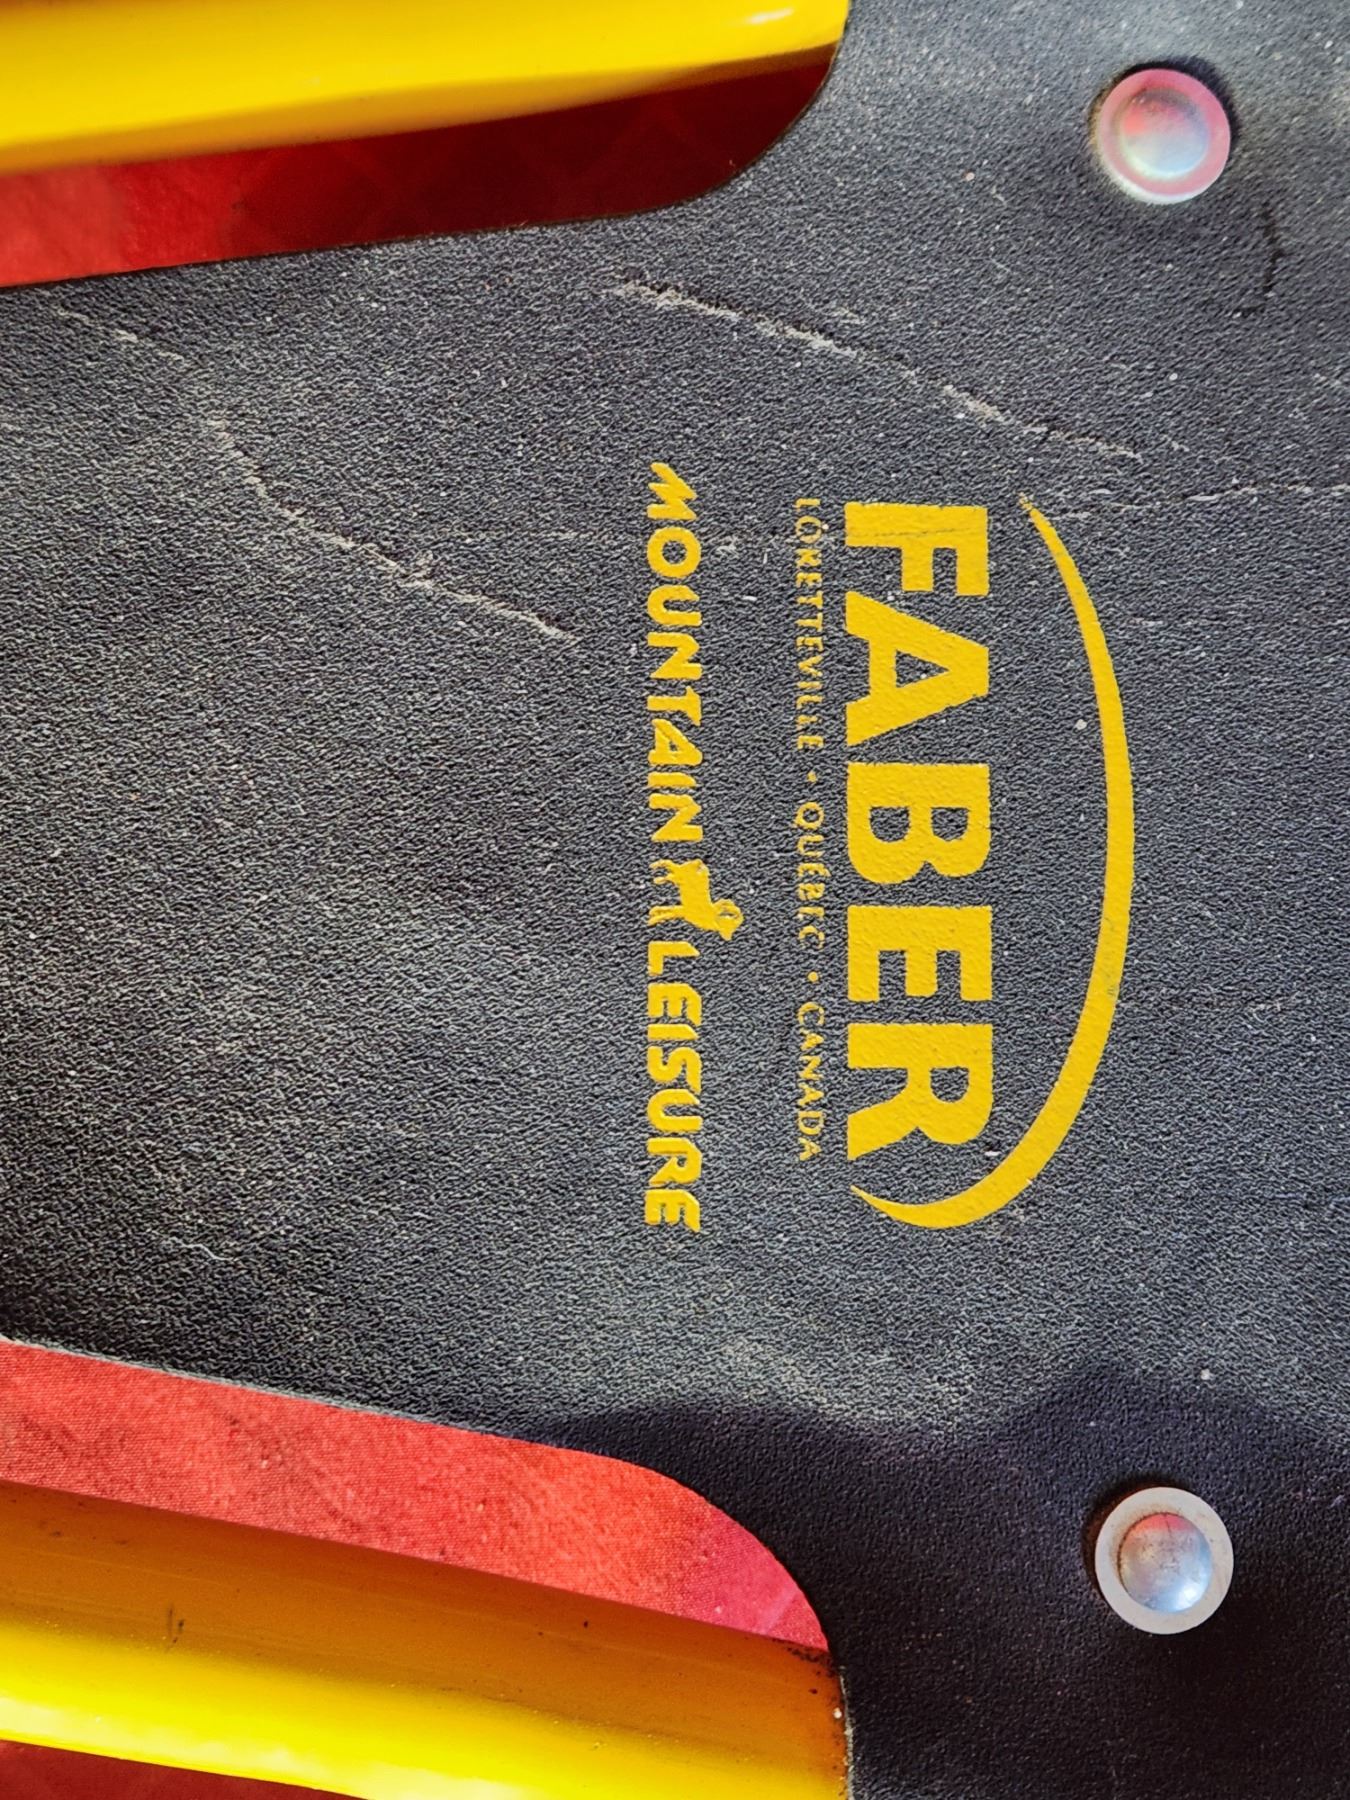 FABER
LORETTEVILLE • QUÉBEC • CANADA
MOUNTAIN LEISURE